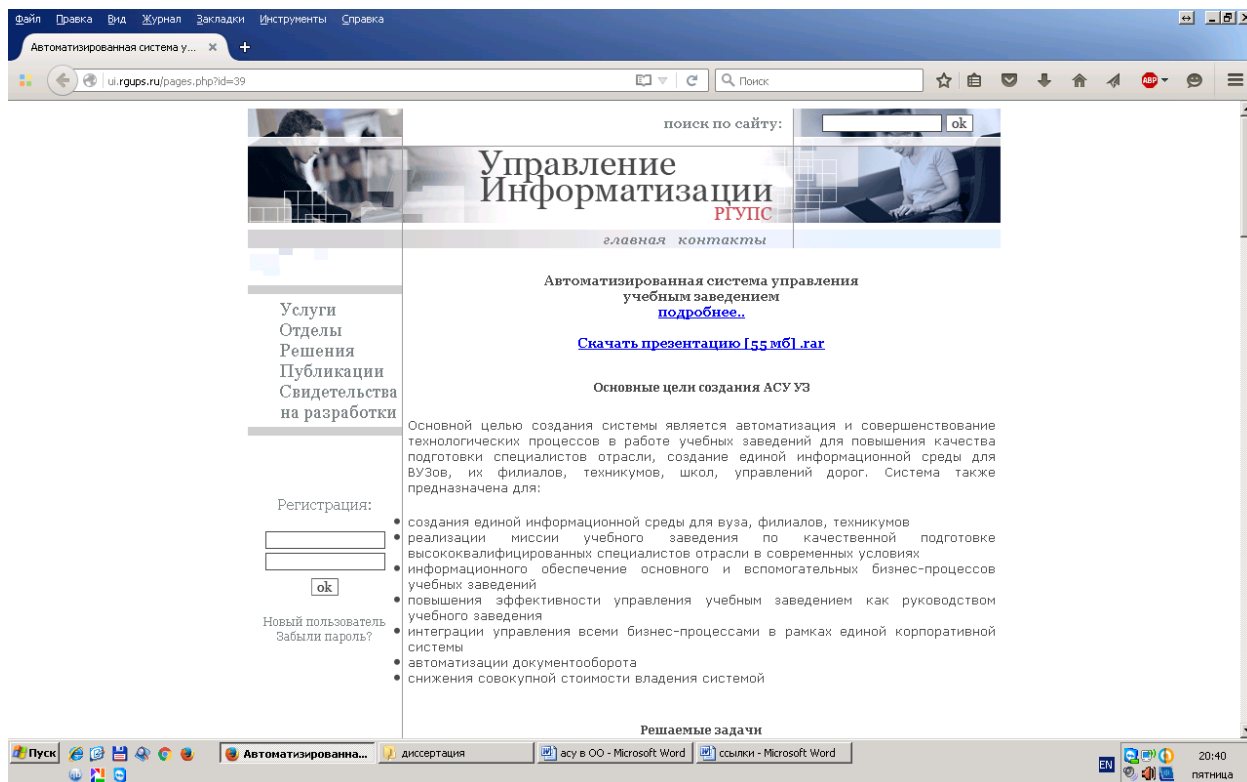 Файл Правка Вид Журнал Закладки Инструменты Справка
Автоматизированная система у...
ui.rgups.ru/pages.php?id=39
Поиск
ABP
поиск по сайту:
ok
Управление
Информатизации
РГУПС
главная контакты
Услуги
Отделы
Решения
Публикации
Свидетельства
на разработки
Регистрация:
ok
Новый пользователь
Забыли пароль?
Автоматизированная система управления
учебным заведением
подробнее..
Скачать презентацию [55 мб] .rar
Основные цели создания АСУ УЗ
Основной целью создания системы является автоматизация и совершенствование
технологических процессов в работе учебных заведений для повышения качества
подготовки специалистов отрасли, создание единой информационной среды для
ВУЗов, их филиалов, техникумов, школ, управлений дорог. Система также
предназначена для:
создания единой информационной среды для вуза, филиалов, техникумов
реализации миссии учебного заведения по качественной подготовке
высококвалифицированных специалистов отрасли в современных условиях
информационного обеспечение основного и вспомогательных бизнес-процессов
учебных заведений
повышения эффективности управления учебным заведением как руководством
учебного заведения
интеграции управления всеми бизнес-процессами в рамках единой корпоративной
системы
автоматизации документооборота
снижения совокупной стоимости владения системой
Решаемые задачи
Пуск
Автоматизированна...
диссертация
асу в ОО - Microsoft Word
ссылки - Microsoft Word
EN
20:40
пятница